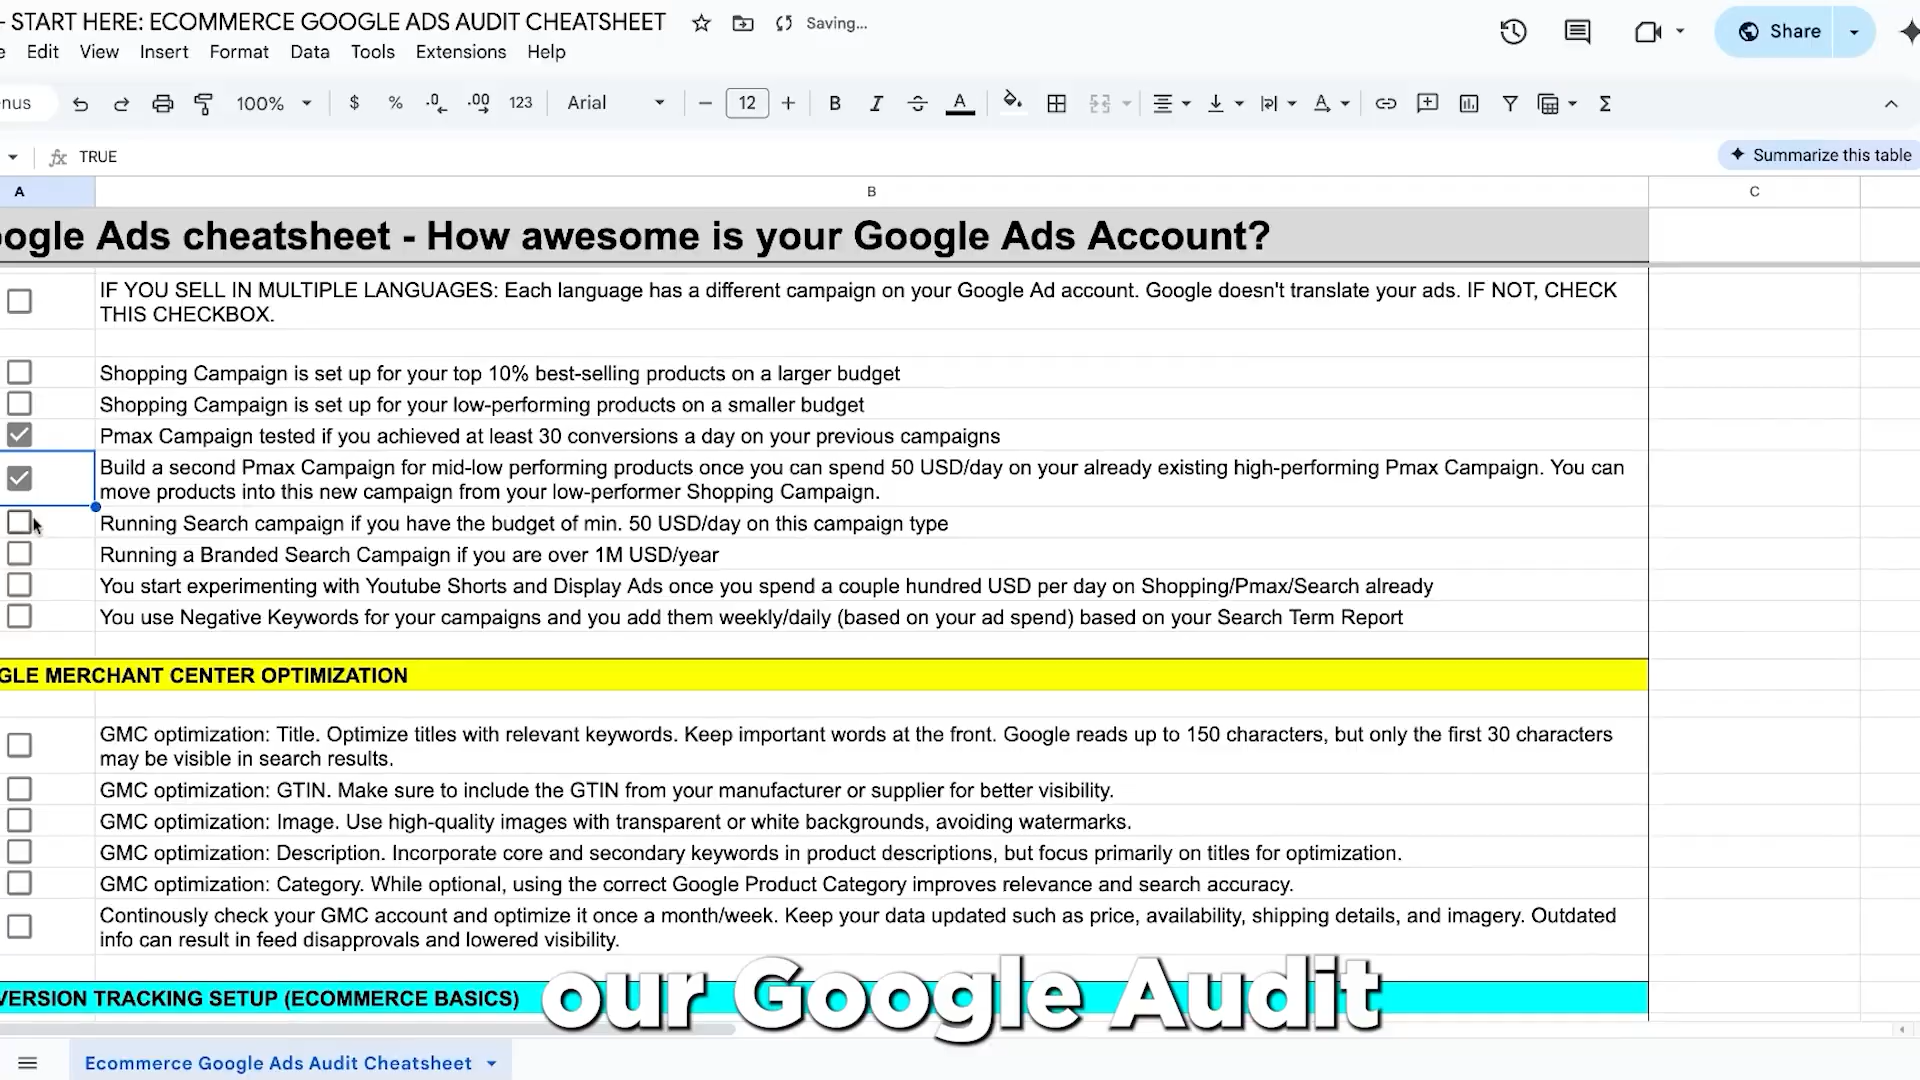 - START HERE: ECOMMERCE GOOGLE ADS AUDIT CHEATSHEET Saving...
Share
e Edit View Insert Format Data Tools Extensions Help
nus 100% $ % .0 .00 123 Arial 12 B I A A Σ
fx TRUE
Summarize this table
A B C
ogle Ads cheatsheet - How awesome is your Google Ads Account?
IF YOU SELL IN MULTIPLE LANGUAGES: Each language has a different campaign on your Google Ad account. Google doesn't translate your ads. IF NOT, CHECK
THIS CHECKBOX.
Shopping Campaign is set up for your top 10% best-selling products on a larger budget
Shopping Campaign is set up for your low-performing products on a smaller budget
Pmax Campaign tested if you achieved at least 30 conversions a day on your previous campaigns
Build a second Pmax Campaign for mid-low performing products once you can spend 50 USD/day on your already existing high-performing Pmax Campaign. You can
move products into this new campaign from your low-performer Shopping Campaign.
Running Search campaign if you have the budget of min. 50 USD/day on this campaign type
Running a Branded Search Campaign if you are over 1M USD/year
You start experimenting with Youtube Shorts and Display Ads once you spend a couple hundred USD per day on Shopping/Pmax/Search already
You use Negative Keywords for your campaigns and you add them weekly/daily (based on your ad spend) based on your Search Term Report
GLE MERCHANT CENTER OPTIMIZATION
GMC optimization: Title. Optimize titles with relevant keywords. Keep important words at the front. Google reads up to 150 characters, but only the first 30 characters
may be visible in search results.
GMC optimization: GTIN. Make sure to include the GTIN from your manufacturer or supplier for better visibility.
GMC optimization: Image. Use high-quality images with transparent or white backgrounds, avoiding watermarks.
GMC optimization: Description. Incorporate core and secondary keywords in product descriptions, but focus primarily on titles for optimization.
GMC optimization: Category. While optional, using the correct Google Product Category improves relevance and search accuracy.
Continously check your GMC account and optimize it once a month/week. Keep your data updated such as price, availability, shipping details, and imagery. Outdated
info can result in feed disapprovals and lowered visibility.
VERSION TRACKING SETUP (ECOMMERCE BASICS)
our Google Audit
Ecommerce Google Ads Audit Cheatsheet